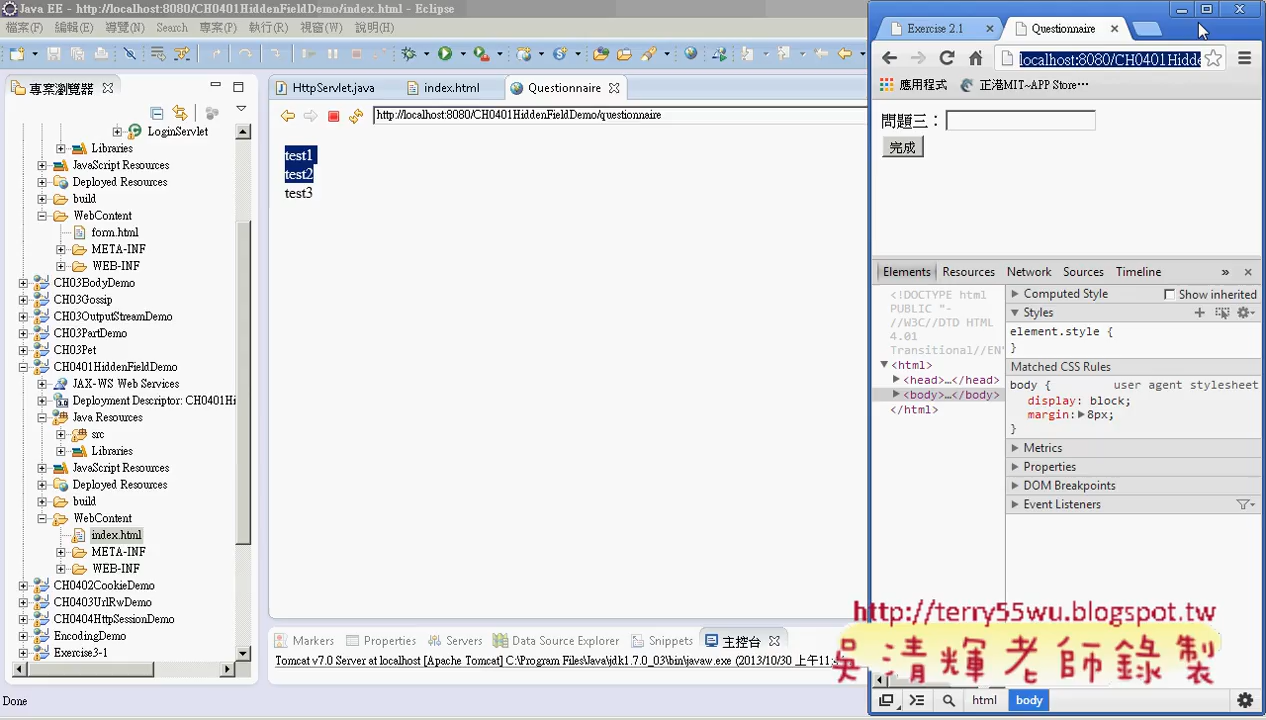 Java EE - http://localhost:8080/CH0401HiddenFieldDemo/index.html - Eclipse
檔案(F) 編輯(E) 導覽(N) Search 專案(P) 執行(R) 視窗(W) 說明(H)
專案瀏覽器
LoginServlet
Libraries
JavaScript Resources
Deployed Resources
build
WebContent
form.html
META-INF
WEB-INF
CH03BodyDemo
CH03Gossip
CH03OutputStreamDemo
CH03PartDemo
CH03Pet
CH0401HiddenFieldDemo
JAX-WS Web Services
Deployment Descriptor: CH0401Hi
Java Resources
src
Libraries
JavaScript Resources
Deployed Resources
build
WebContent
index.html
META-INF
WEB-INF
CH0402CookieDemo
CH0403UrlRwDemo
CH0404HttpSessionDemo
EncodingDemo
Exercise3-1
Done
HttpServlet.java index.html Questionnaire
http://localhost:8080/CH0401HiddenFieldDemo/questionnaire
test1
test2
test3
Markers Properties Servers Data Source Explorer Snippets 主控台
Tomcat v7.0 Server at localhost [Apache Tomcat] C:\Program Files\Java\jdk1.7.0_03\bin\javaw.exe (2013/10/30 上午11:4
Exercise 2.1 Questionnaire
localhost:8080/CH0401Hidde
應用程式 正港MIT~APP Store…
問題三：
完成
Elements Resources Network Sources Timeline »
<!DOCTYPE html
PUBLIC "-
//W3C//DTD HTML
4.01
Transitional//EN"
<html>
<head>…</head>
<body>…</body>
</html>
Computed Style Show inherited
Styles
element.style {
}
Matched CSS Rules
body { user agent stylesheet
display: block;
margin: 8px;
}
Metrics
Properties
DOM Breakpoints
Event Listeners
html body
http://terry55wu.blogspot.tw
吳清輝老師錄製